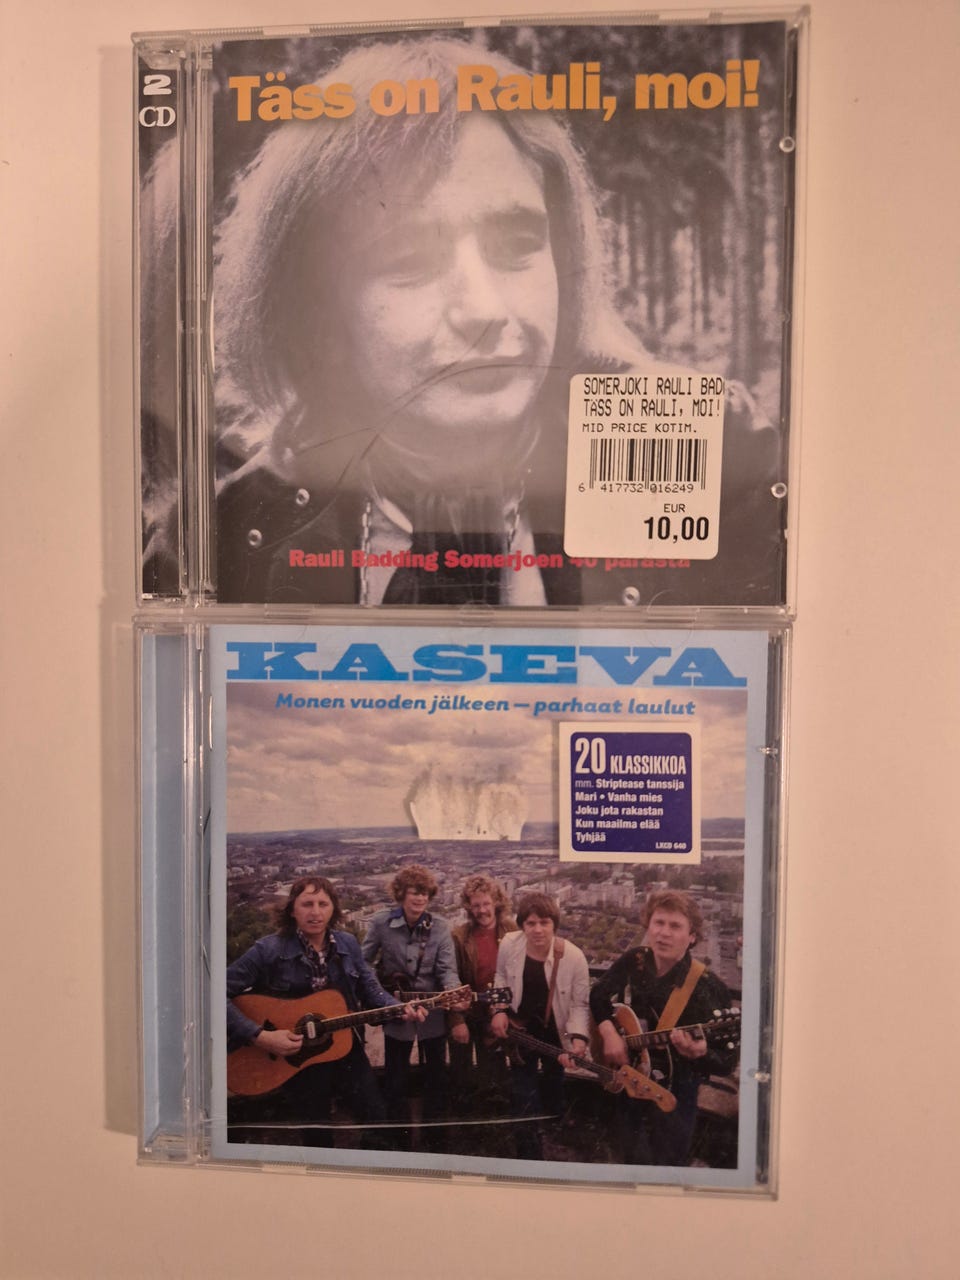 2
CD
Täss on Rauli, moi!
SOMERJOKI RAULI BAD
TÄSS ON RAULI, MOI!
MID PRICE KOTIM.
6 417732 016249
EUR
10,00
Rauli Badding Somerjoen 40 parasta
KASEVA
Monen vuoden jälkeen – parhaat laulut
20 KLASSIKKOA
mm. Striptease tanssija
Mari • Vanha mies
Joku jota rakastan
Kun maailma elää
Tyhjää
LXCD 640